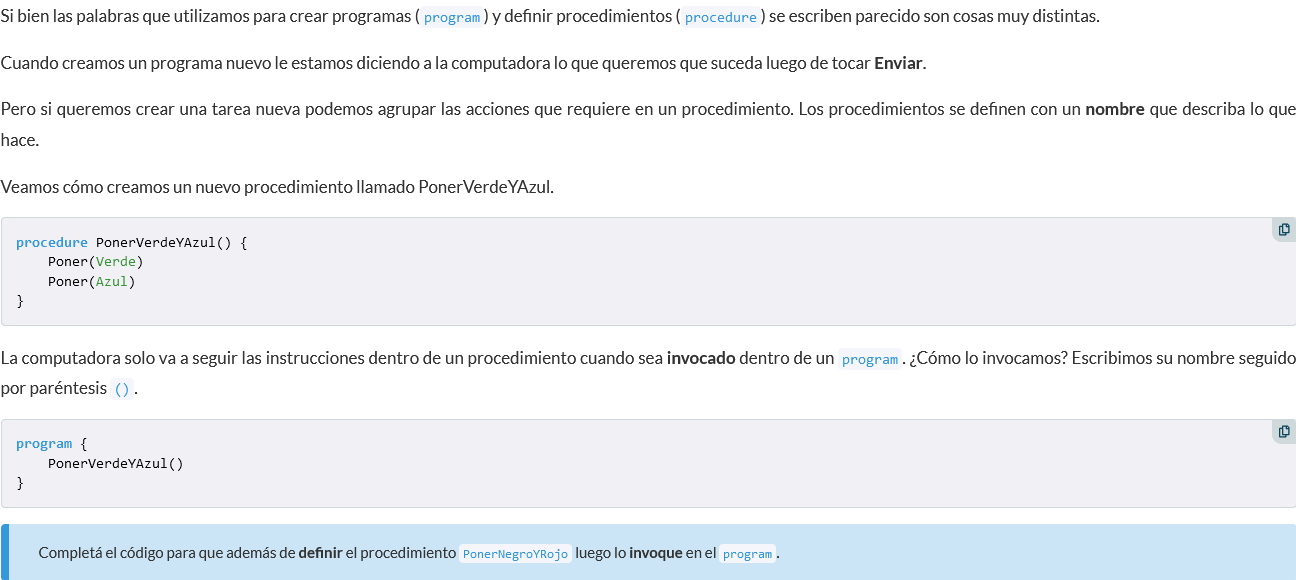 Si bien las palabras que utilizamos para crear programas ( program ) y definir procedimientos ( procedure ) se escriben parecido son cosas muy distintas.
Cuando creamos un programa nuevo le estamos diciendo a la computadora lo que queremos que suceda luego de tocar Enviar.
Pero si queremos crear una tarea nueva podemos agrupar las acciones que requiere en un procedimiento. Los procedimientos se definen con un nombre que describa lo que
hace.
Veamos cómo creamos un nuevo procedimiento llamado PonerVerdeYAzul.
procedure PonerVerdeYAzul() {
    Poner(Verde)
    Poner(Azul)
}
La computadora solo va a seguir las instrucciones dentro de un procedimiento cuando sea invocado dentro de un program . ¿Cómo lo invocamos? Escribimos su nombre seguido
por paréntesis () .
program {
    PonerVerdeYAzul()
}
Completá el código para que además de definir el procedimiento PonerNegroYRojo luego lo invoque en el program .